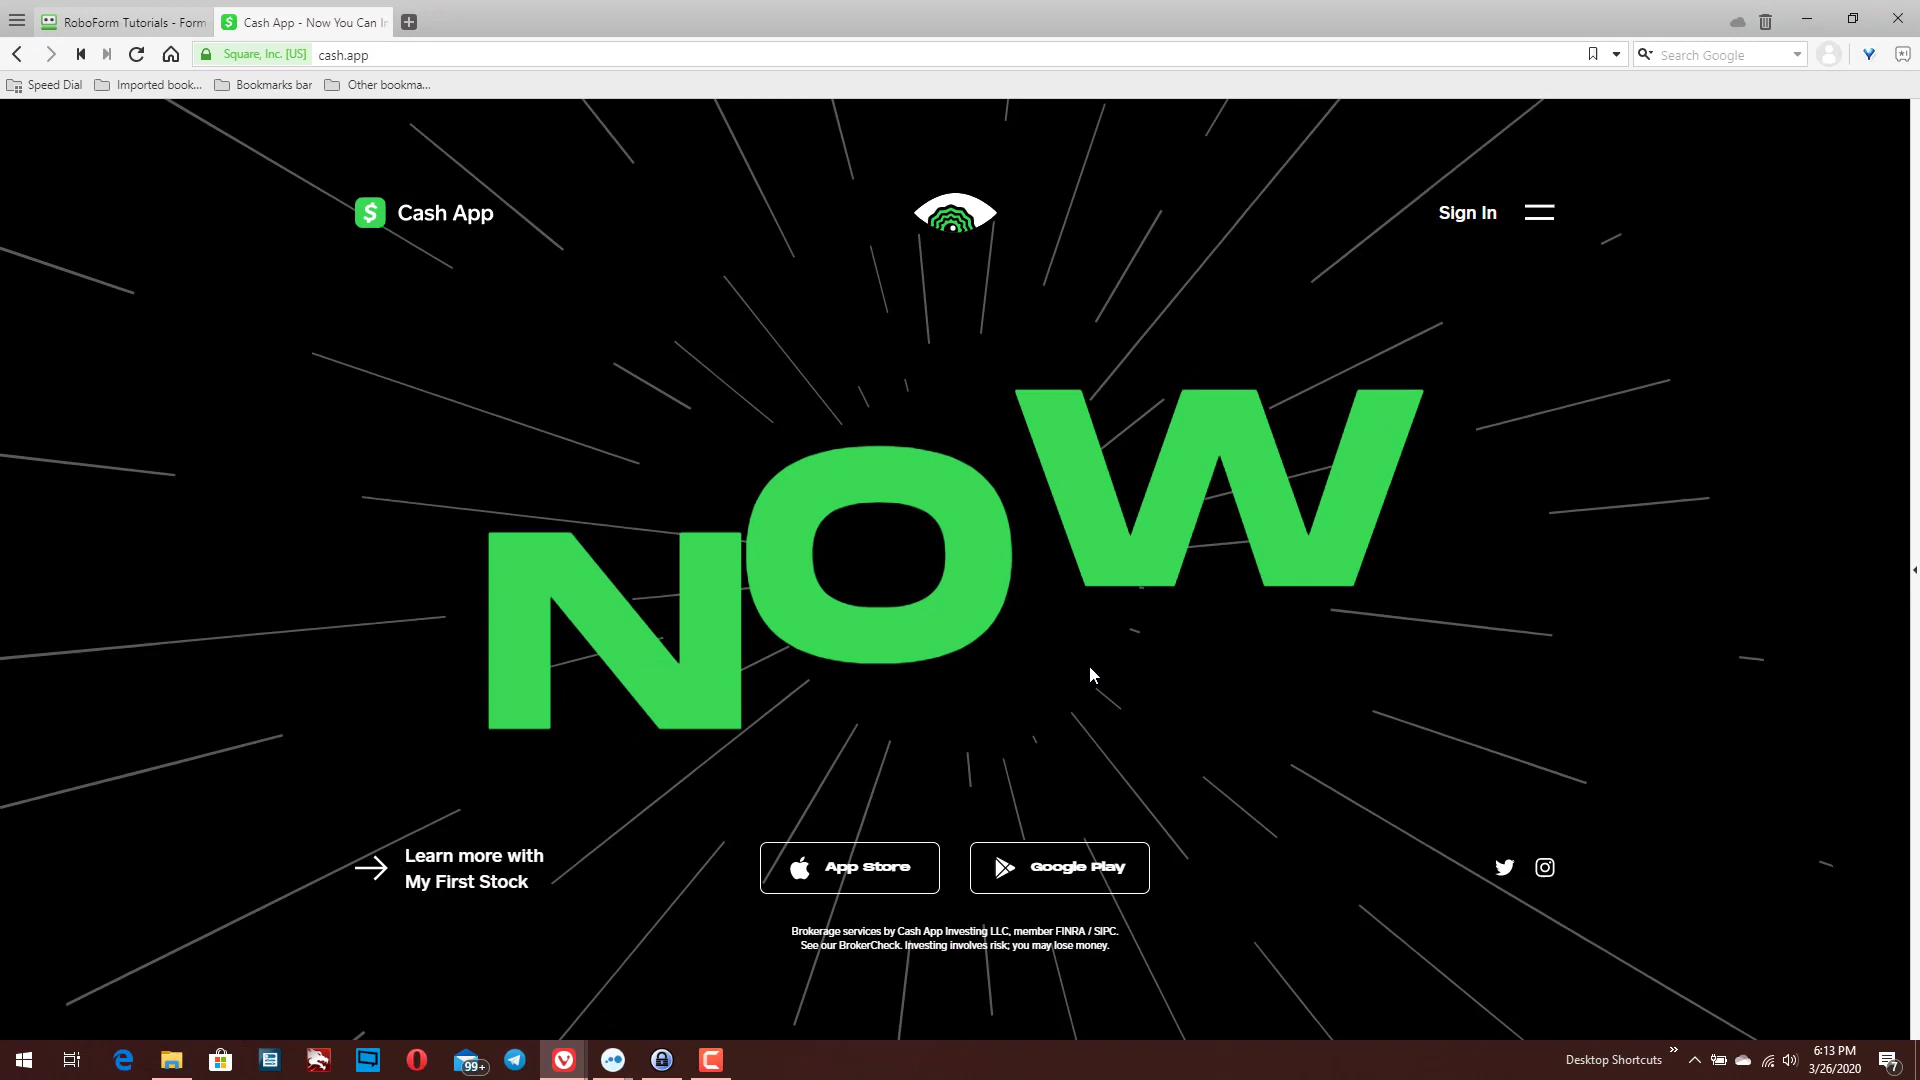 RoboForm Tutorials - Form
Cash App - Now You Can In
Square, Inc. [US]
cash.app
Search Google
Speed Dial
Imported book...
Bookmarks bar
Other bookma...
Cash App
Sign In
NOW
Learn more with
My First Stock
App Store
Google Play
Brokerage services by Cash App Investing LLC, member FINRA / SIPC.
See our BrokerCheck. Investing involves risk; you may lose money.
99+
Desktop Shortcuts
6:13 PM
3/26/2020
7